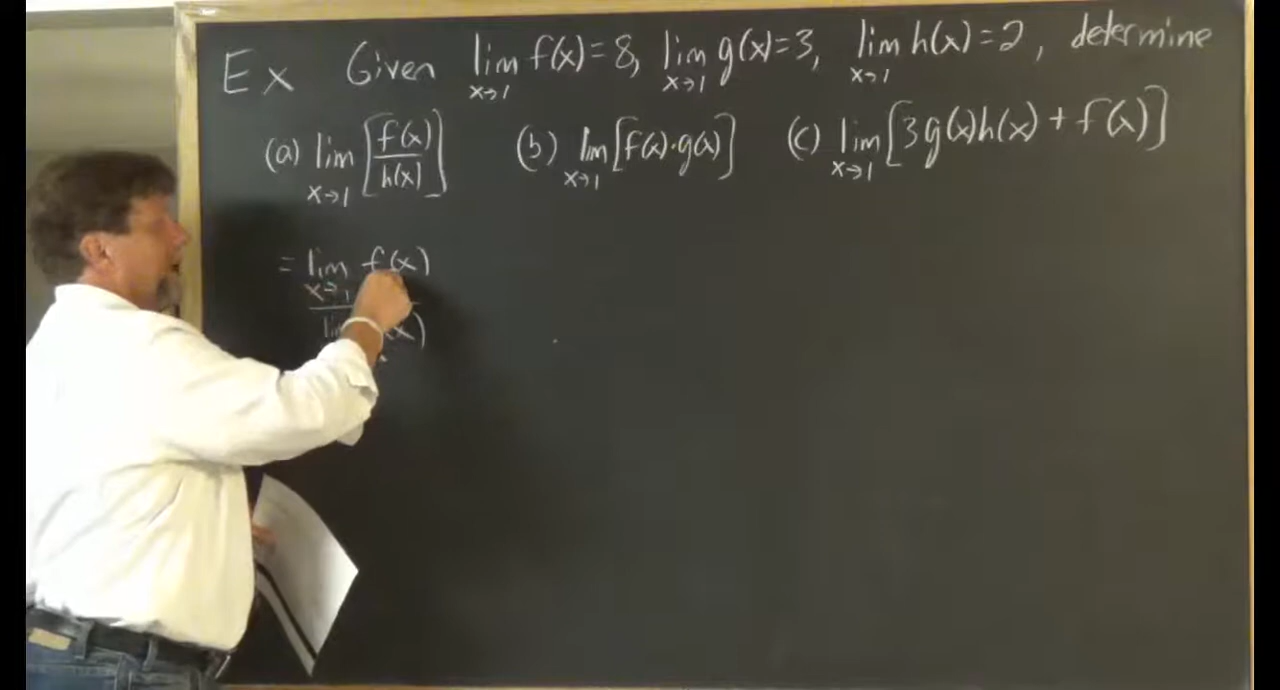 Ex Given lim x→1 f(x)=8, lim x→1 g(x)=3, lim x→1 h(x)=2, determine
(a) lim x→1 [f(x)/h(x)] (b) lim x→1 [f(x)·g(x)] (c) lim x→1 [3g(x)h(x) + f(x)]
= lim x→1 f(x)